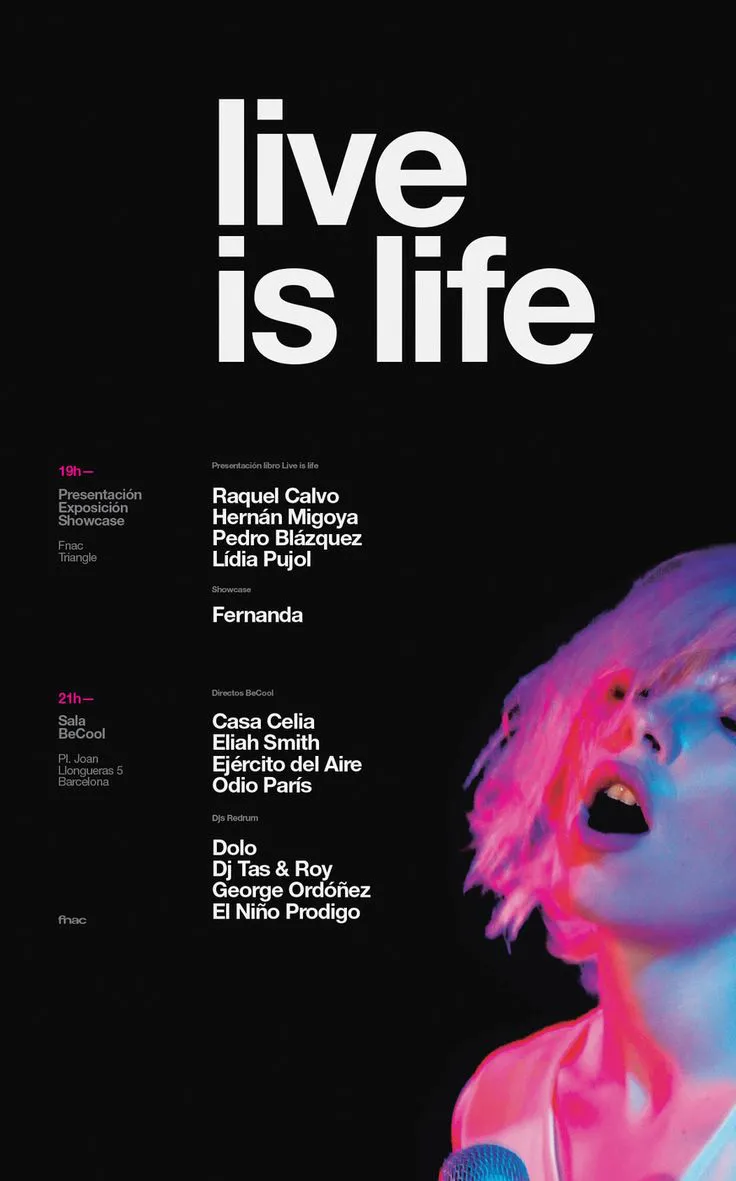 live
is life
19h—
Presentación
Exposición
Showcase
Fnac
Triangle
Presentación libro Live is life
Raquel Calvo
Hernán Migoya
Pedro Blázquez
Lídia Pujol
Showcase
Fernanda
21h—
Sala
BeCool
Pl. Joan
Llongueras 5
Barcelona
Directos BeCool
Casa Celia
Eliah Smith
Ejército del Aire
Odio París
Djs Redrum
Dolo
Dj Tas & Roy
George Ordóñez
El Niño Prodigo
fnac